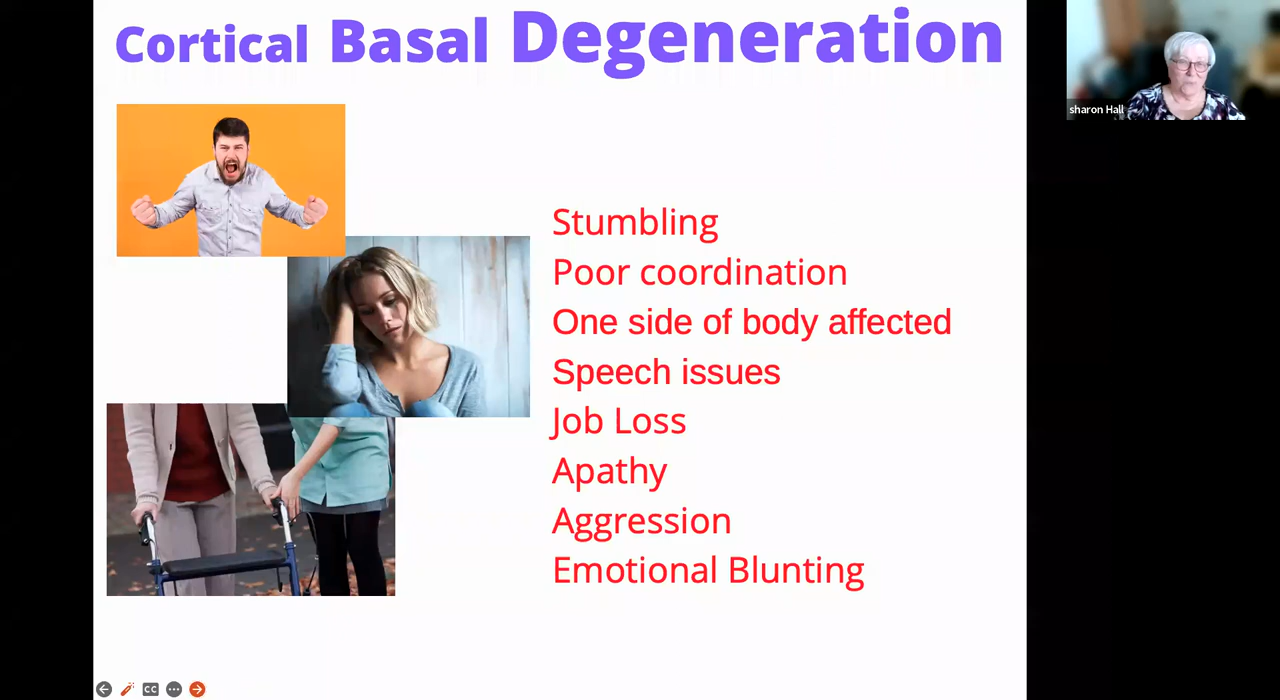 Cortical Basal Degeneration
sharon Hall
Stumbling
Poor coordination
One side of body affected
Speech issues
Job Loss
Apathy
Aggression
Emotional Blunting
CC